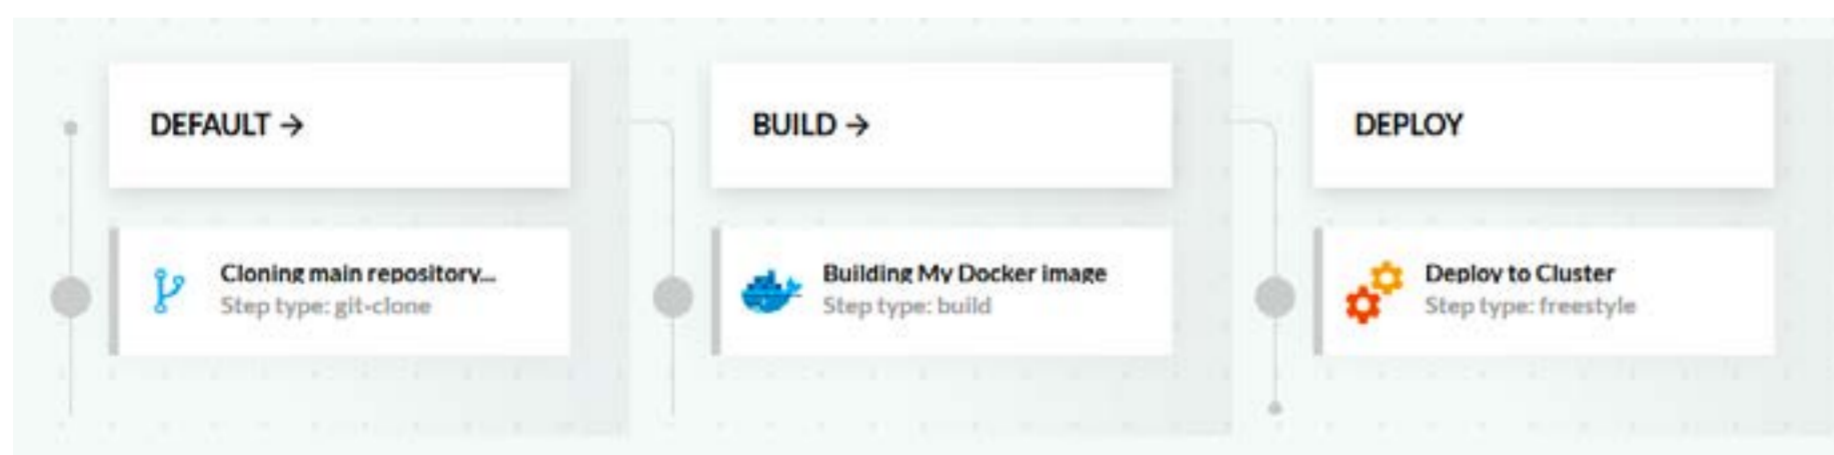 DEFAULT →
Cloning main repository...
Step type: git-clone
BUILD →
Building My Docker image
Step type: build
DEPLOY
Deploy to Cluster
Step type: freestyle